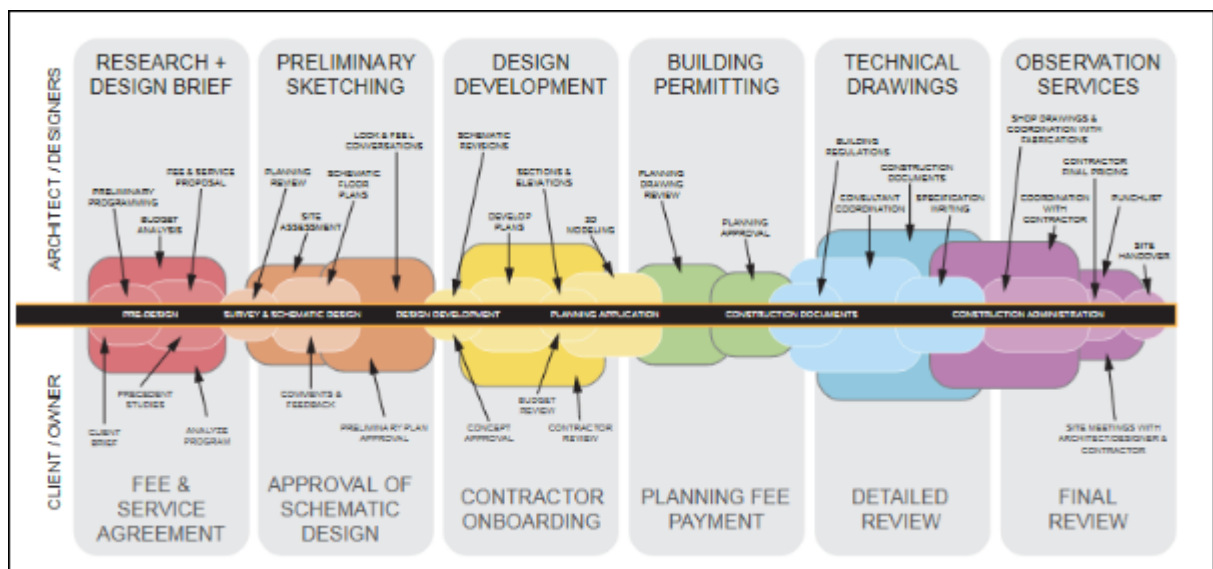 ARCHITECT / DESIGNERS
CLIENT / OWNER
RESEARCH +
DESIGN BRIEF
PRELIMINARY
SKETCHING
DESIGN
DEVELOPMENT
BUILDING
PERMITTING
TECHNICAL
DRAWINGS
OBSERVATION
SERVICES
FEE & SERVICE
PROPOSAL
PRELIMINARY
PROGRAMMING
BUDGET
ANALYSIS
LOOK & FEEL
CONVERSATIONS
PLANNING
REVIEW
SCHEMATIC
FLOOR
PLANS
SITE
ASSESSMENT
SCHEMATIC
REVISIONS
SECTIONS &
ELEVATIONS
DEVELOP
PLANS
3D
MODELING
PLANNING
DRAWING
REVIEW
PLANNING
APPROVAL
BUILDING
REGULATIONS
CONSTRUCTION
DOCUMENTS
CONSULTANT
COORDINATION
SPECIFICATION
WRITING
SHOP DRAWINGS &
COORDINATION WITH
FABRICATIONS
CONTRACTOR
FINAL PRICING
COORDINATION
WITH
CONTRACTOR
PUNCHLIST
SITE
HANDOVER
PRE-DESIGN
SURVEY & SCHEMATIC DESIGN
DESIGN DEVELOPMENT
PLANNING APPLICATION
CONSTRUCTION DOCUMENTS
CONSTRUCTION ADMINISTRATION
PRECEDENT
STUDIES
CLIENT
BRIEF
ANALYZE
PROGRAM
COMMENTS &
FEEDBACK
PRELIMINARY PLAN
APPROVAL
BUDGET
REVIEW
CONCEPT
APPROVAL
CONTRACTOR
REVIEW
SITE MEETINGS WITH
ARCHITECT/DESIGNER &
CONTRACTOR
FEE &
SERVICE
AGREEMENT
APPROVAL OF
SCHEMATIC
DESIGN
CONTRACTOR
ONBOARDING
PLANNING FEE
PAYMENT
DETAILED
REVIEW
FINAL
REVIEW